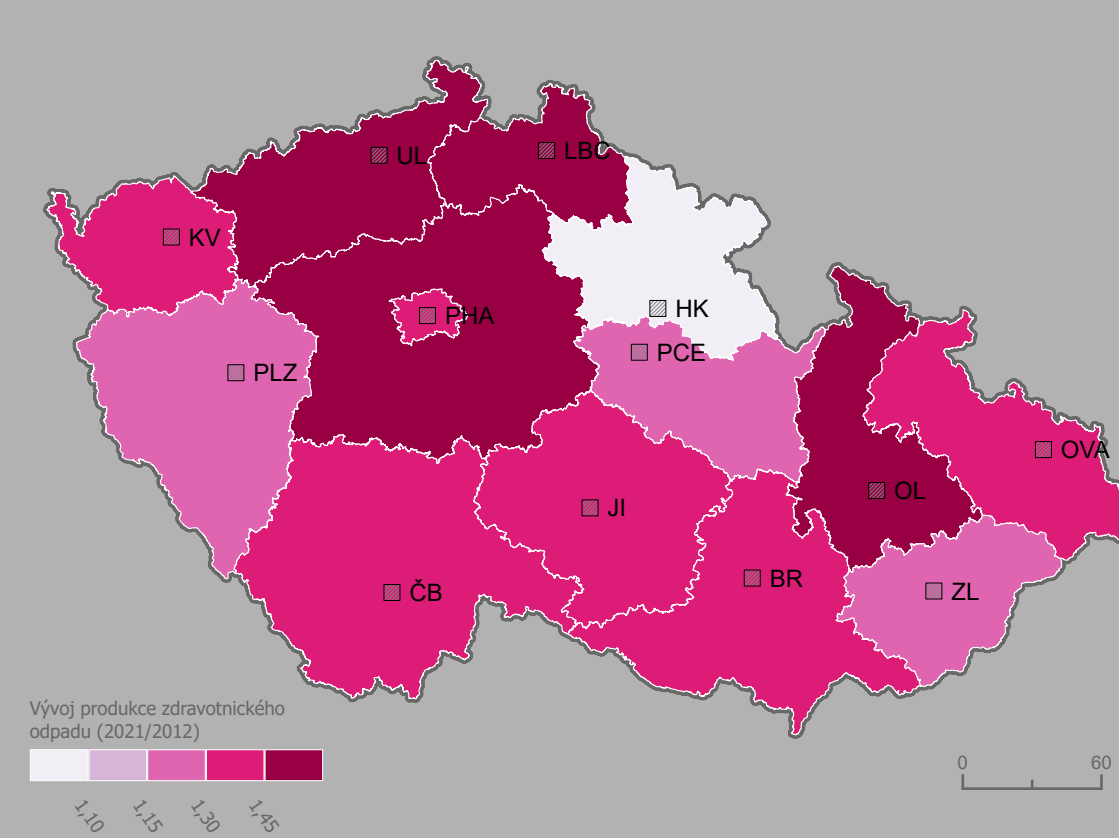 UL
LBC
KV
HK
PHA
PCE
PLZ
OVA
OL
JI
BR
ZL
ČB
Vývoj produkce zdravotnického
odpadu (2021/2012)
1,10
1,15
1,30
1,45
0
60